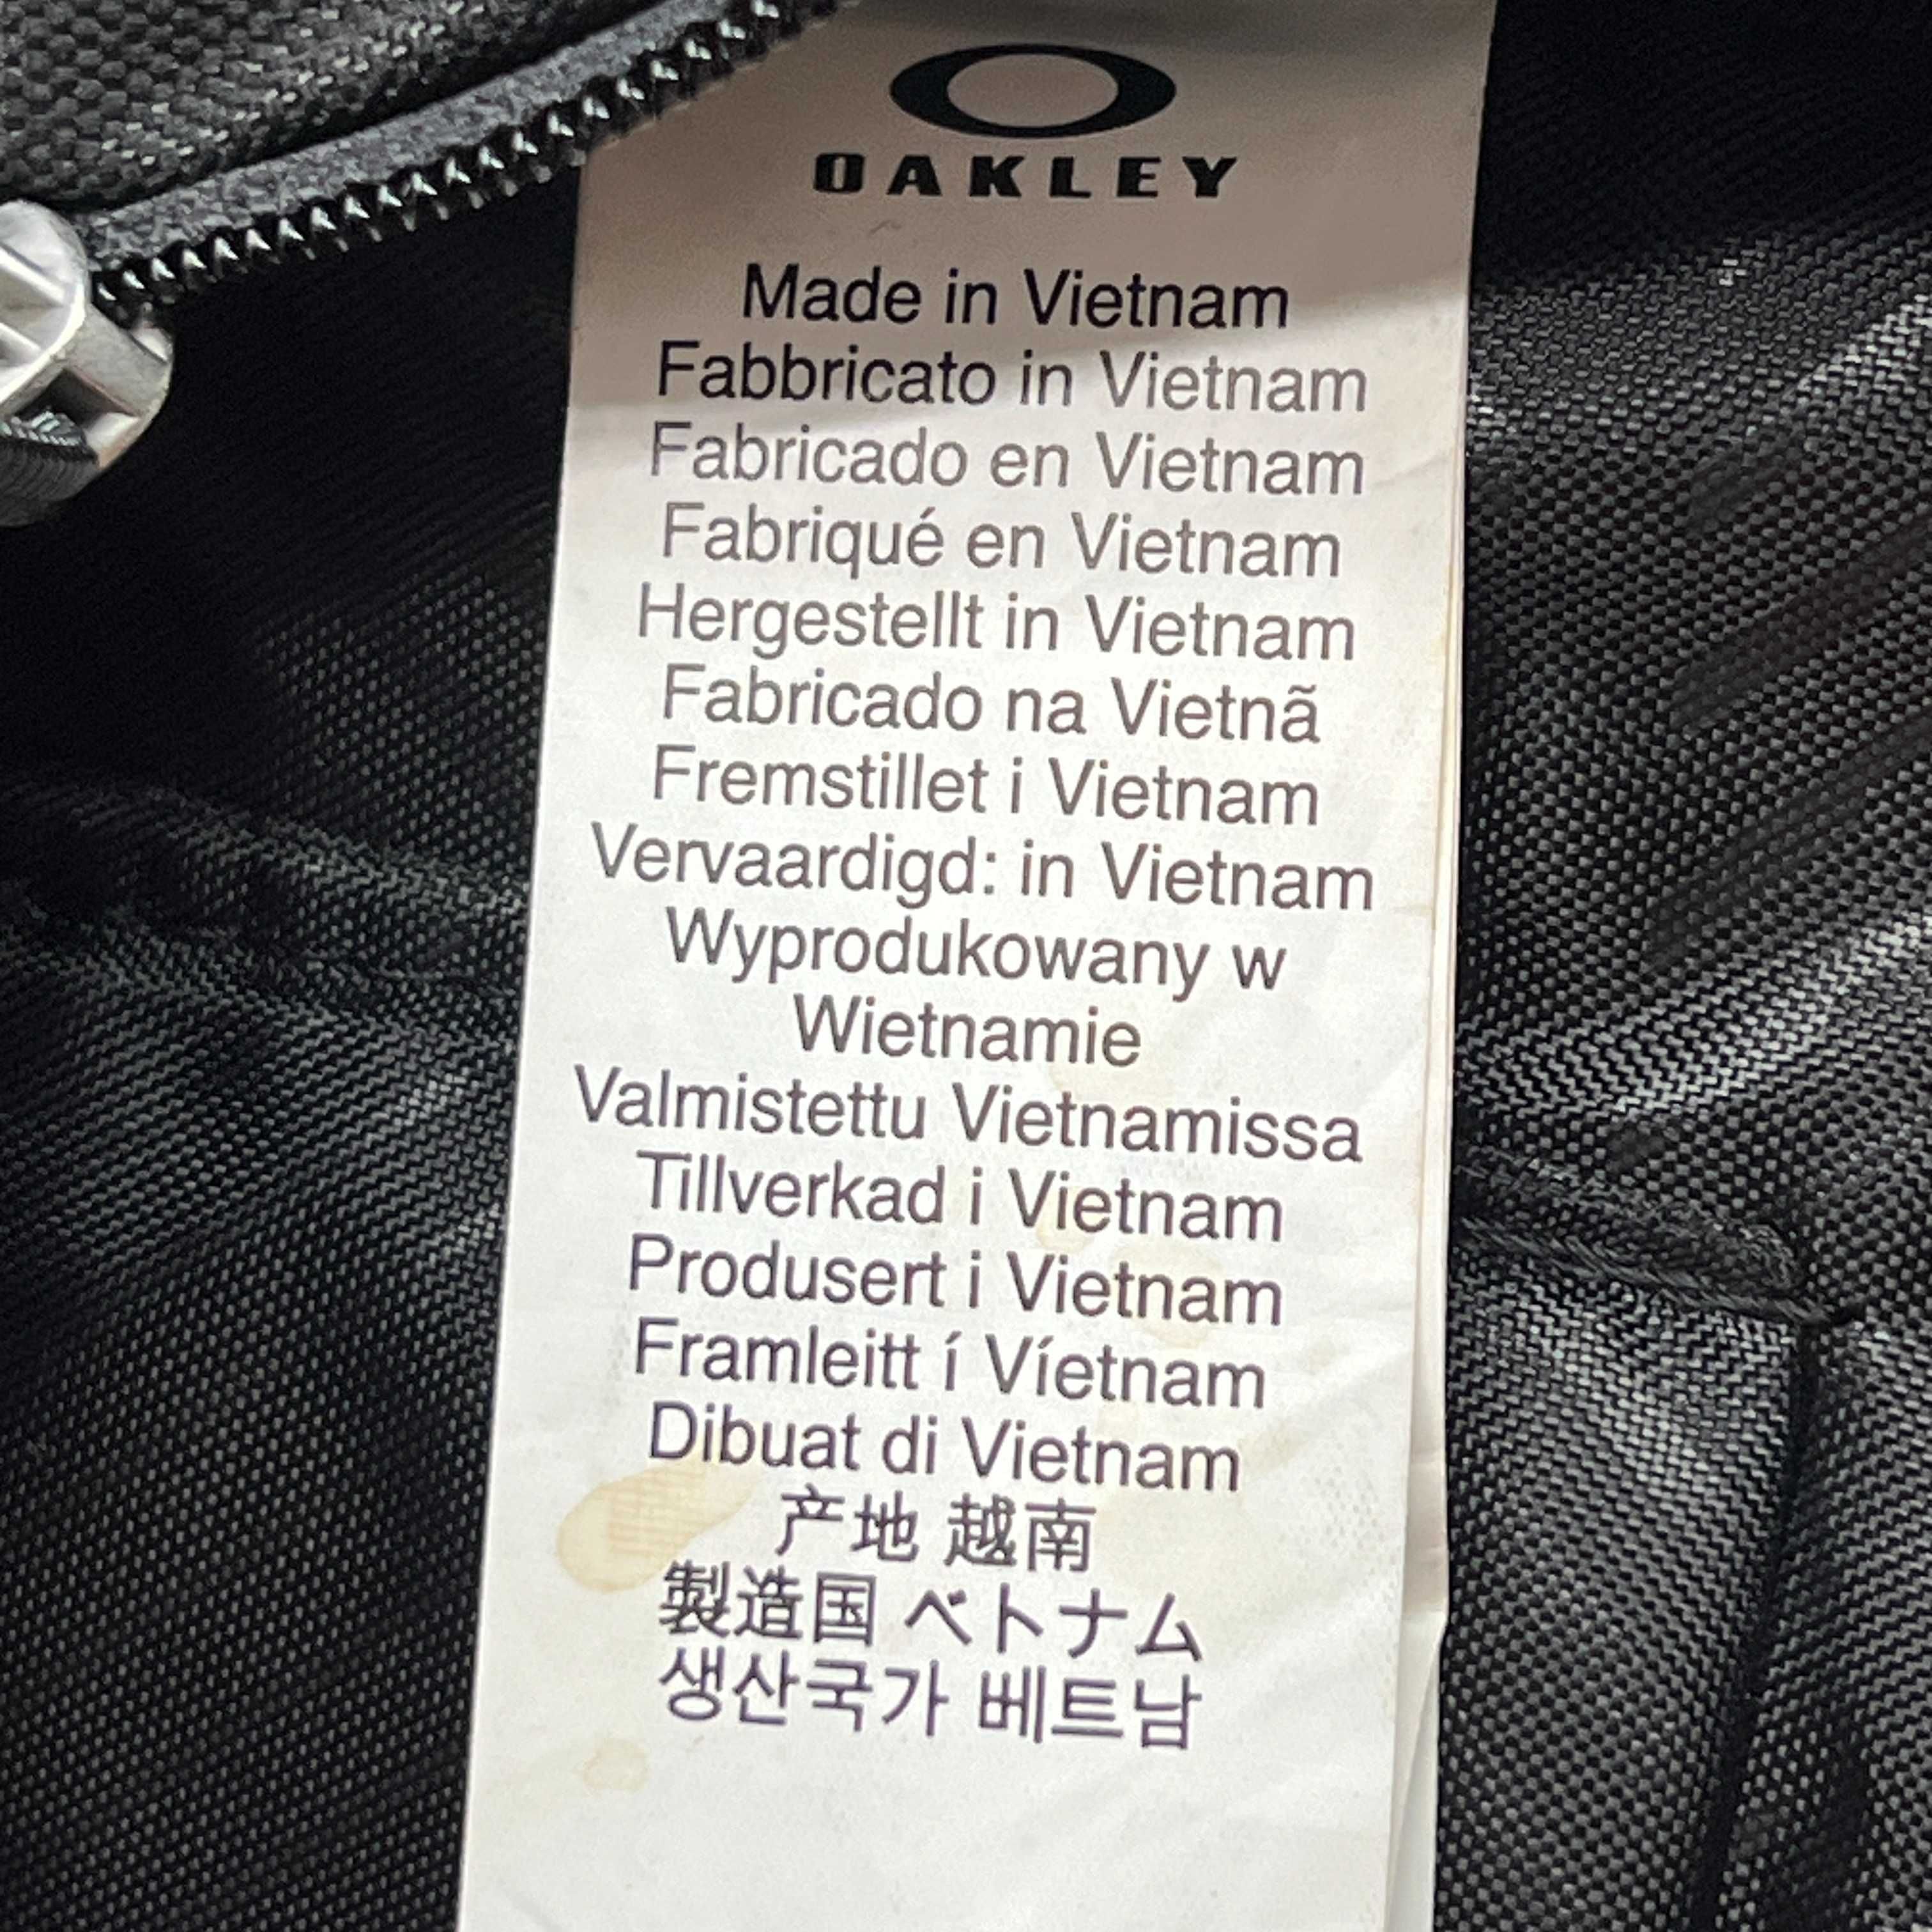 OAKLEY
Made in Vietnam
Fabbricato in Vietnam
Fabricado en Vietnam
Fabriqué en Vietnam
Hergestellt in Vietnam
Fabricado na Vietnã
Fremstillet i Vietnam
Vervaardigd: in Vietnam
Wyprodukowany w
Wietnamie
Valmistettu Vietnamissa
Tillverkad i Vietnam
Produsert i Vietnam
Framleitt í Víetnam
Dibuat di Vietnam
产地 越南
製造国 ベトナム
생산국가 베트남